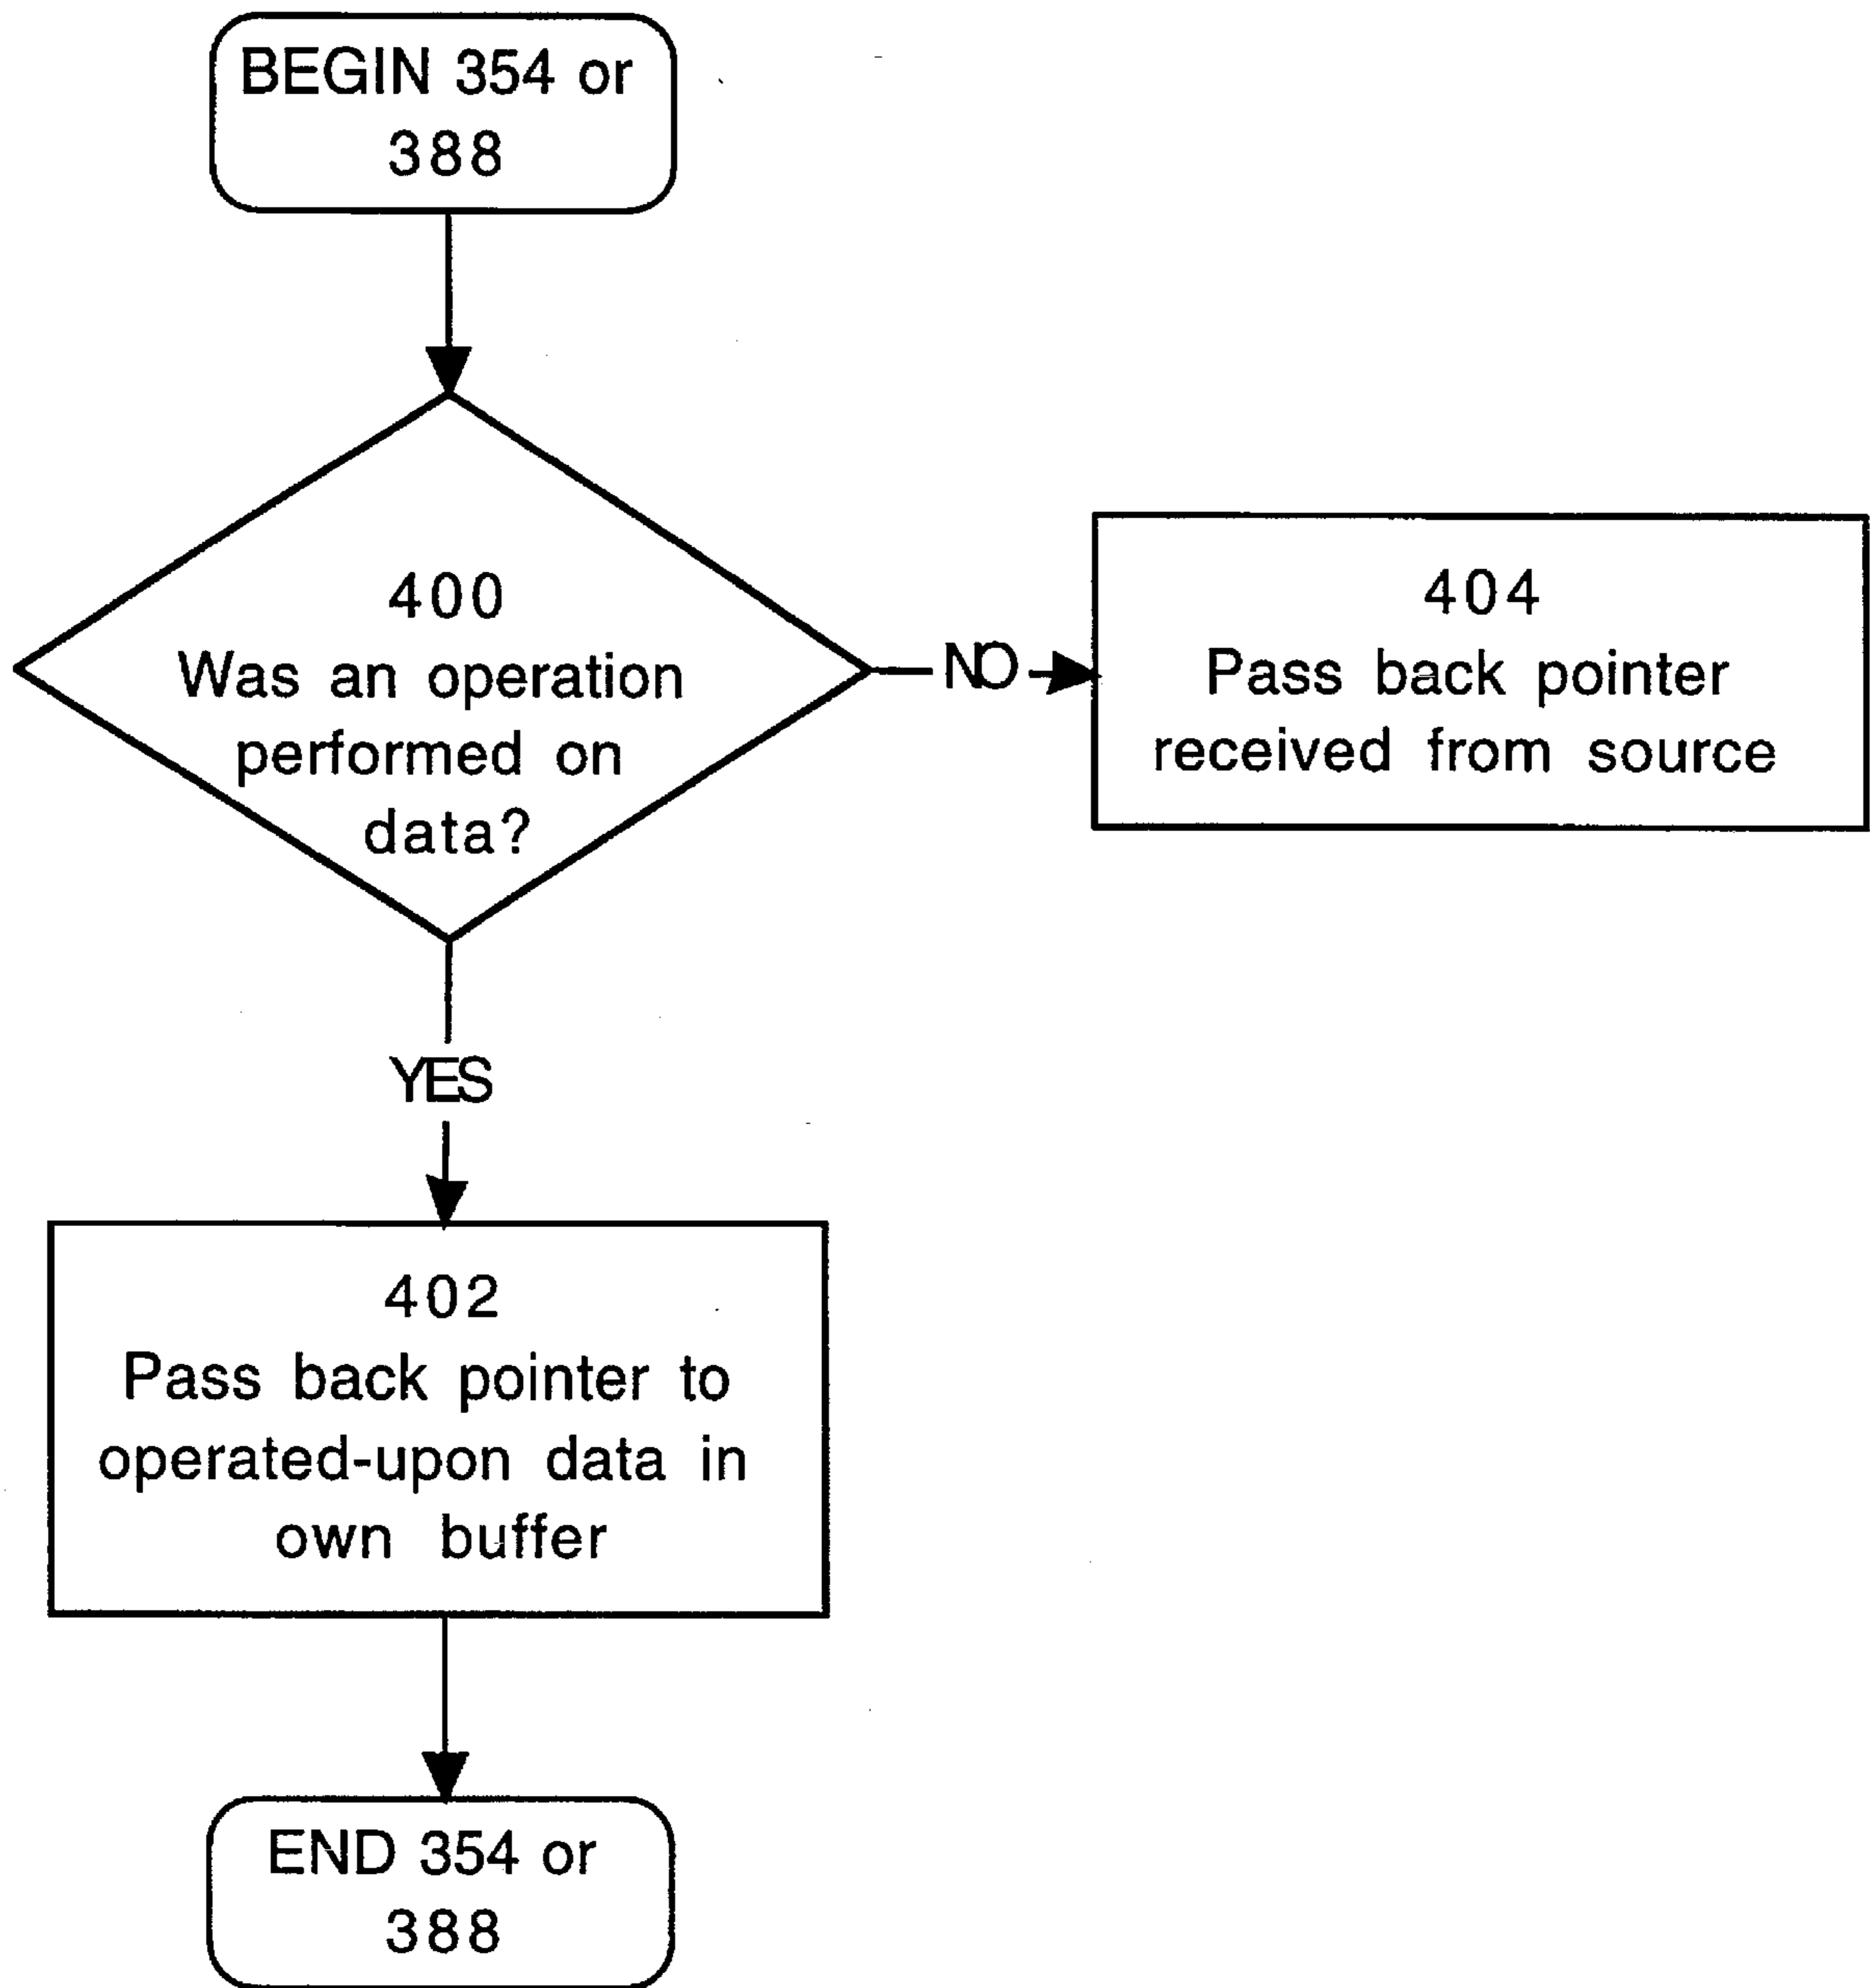 BEGIN 354 or
388
400
Was an operation
performed on
data?
NO
404
Pass back pointer
received from source
YES
402
Pass back pointer to
operated-upon data in
own buffer
END 354 or
388